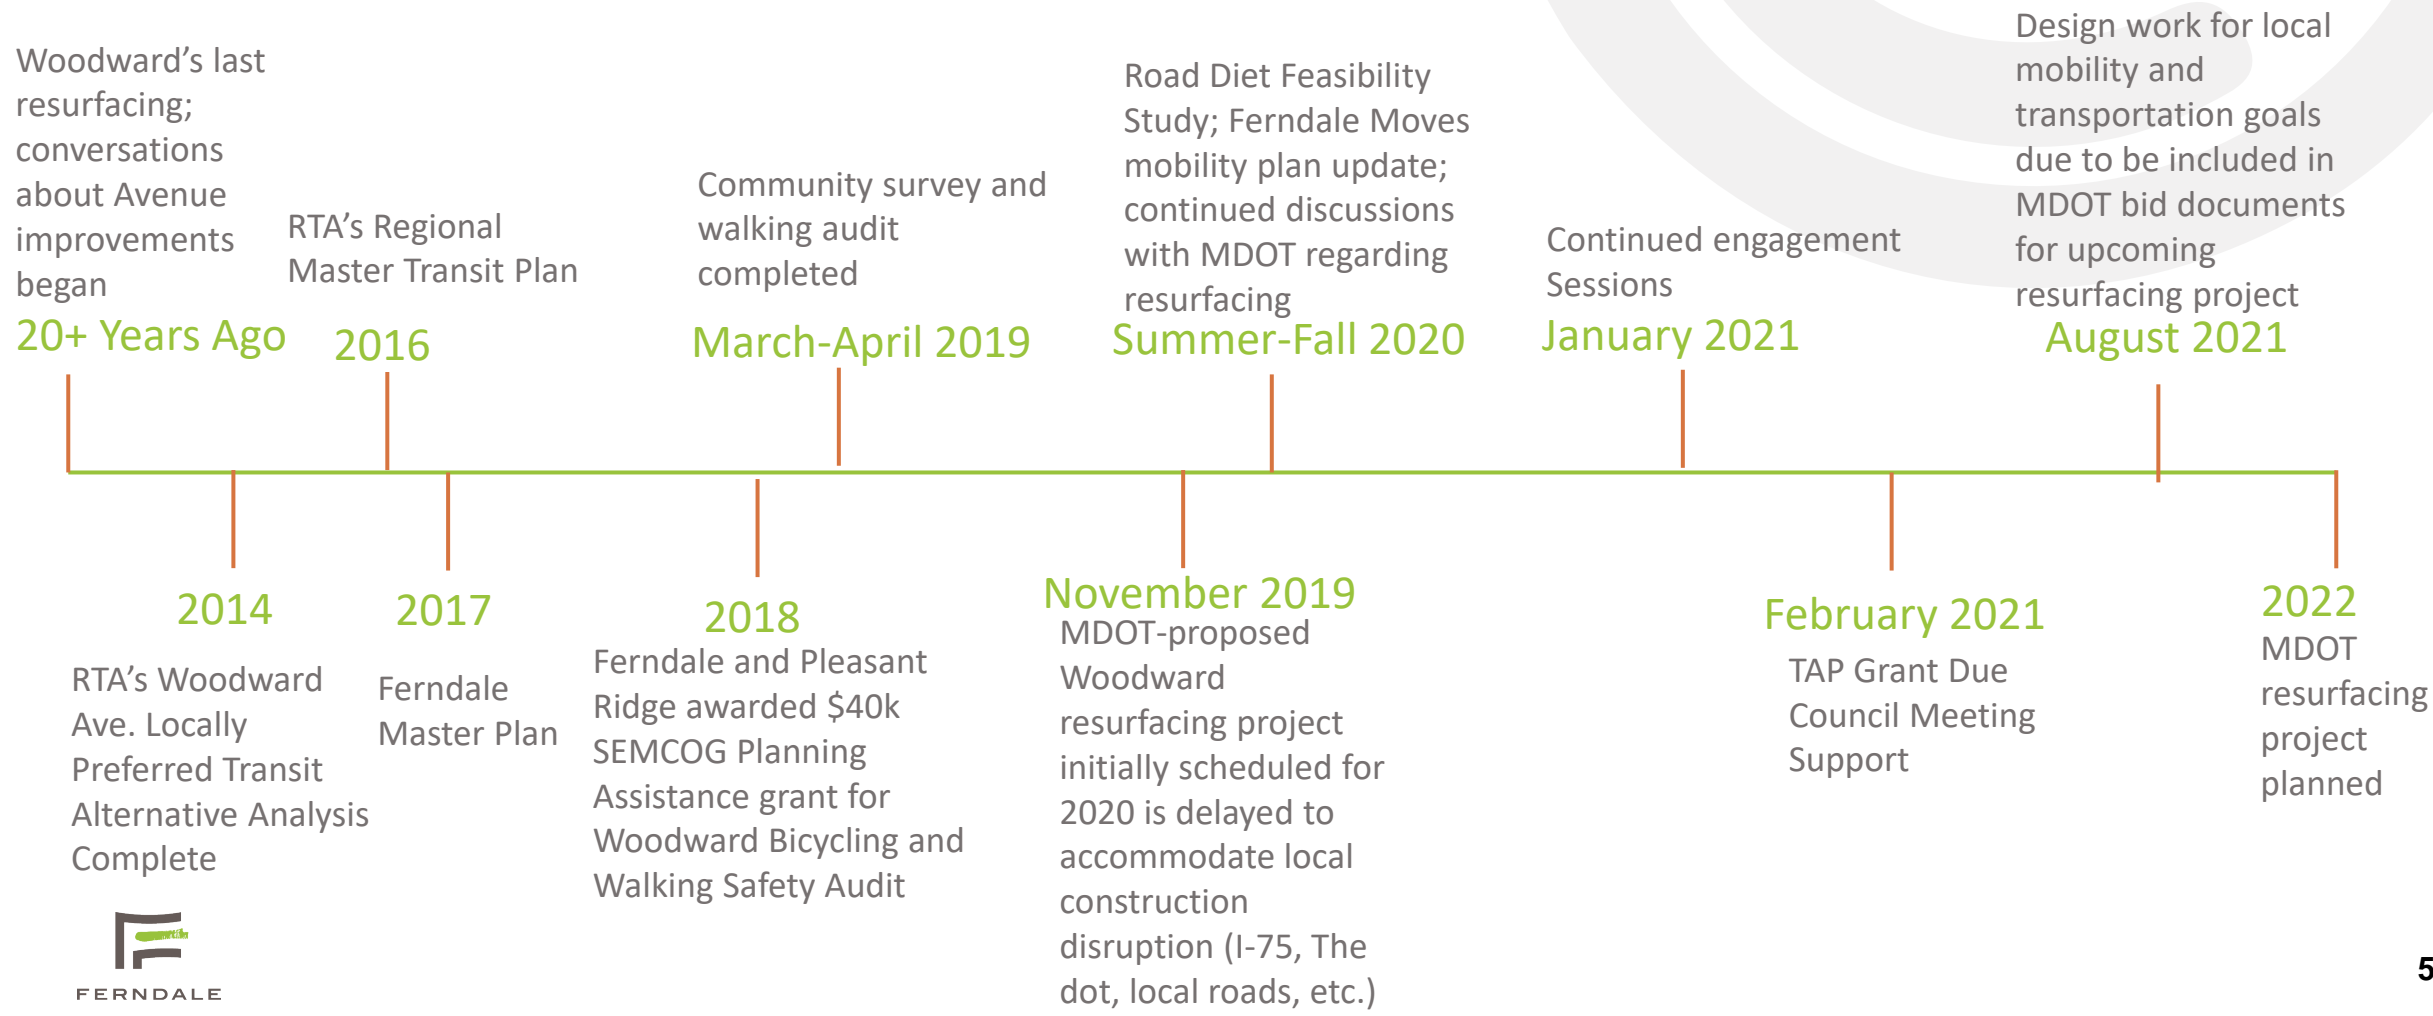 Woodward’s last
resurfacing;
conversations
about Avenue
improvements
began
20+ Years Ago
RTA’s Regional
Master Transit Plan
2016
Community survey and
walking audit
completed
March-April 2019
Road Diet Feasibility
Study; Ferndale Moves
mobility plan update;
continued discussions
with MDOT regarding
resurfacing
Summer-Fall 2020
Continued engagement
Sessions
January 2021
Design work for local
mobility and
transportation goals
due to be included in
MDOT bid documents
for upcoming
resurfacing project
August 2021
2014
RTA’s Woodward
Ave. Locally
Preferred Transit
Alternative Analysis
Complete
2017
Ferndale
Master Plan
2018
Ferndale and Pleasant
Ridge awarded $40k
SEMCOG Planning
Assistance grant for
Woodward Bicycling and
Walking Safety Audit
November 2019
MDOT-proposed
Woodward
resurfacing project
initially scheduled for
2020 is delayed to
accommodate local
construction
disruption (I-75, The
dot, local roads, etc.)
February 2021
TAP Grant Due
Council Meeting
Support
2022
MDOT
resurfacing
project
planned
FERNDALE
5